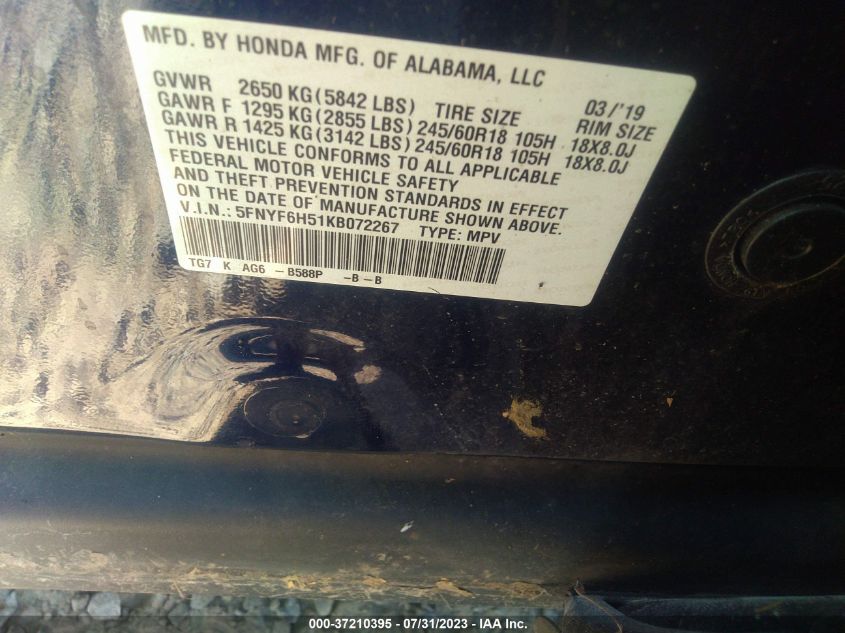 MFD. BY HONDA MFG. OF ALABAMA, LLC
03/'19
GVWR 2650 KG(5842 LBS) TIRE SIZE RIM SIZE
GAWR F 1295 KG(2855 LBS) 245/60R18 105H 18X8.0J
GAWR R 1425 KG(3142 LBS) 245/60R18 105H 18X8.0J
THIS VEHICLE CONFORMS TO ALL APPLICABLE
FEDERAL MOTOR VEHICLE SAFETY
AND THEFT PREVENTION STANDARDS IN EFFECT
ON THE DATE OF MANUFACTURE SHOWN ABOVE.
V.I.N.: 5FNYF6H51KB072267 TYPE: MPV
TG7 K AG6 -B588P -B-B
000-37210395 - 07/31/2023 - IAA Inc.